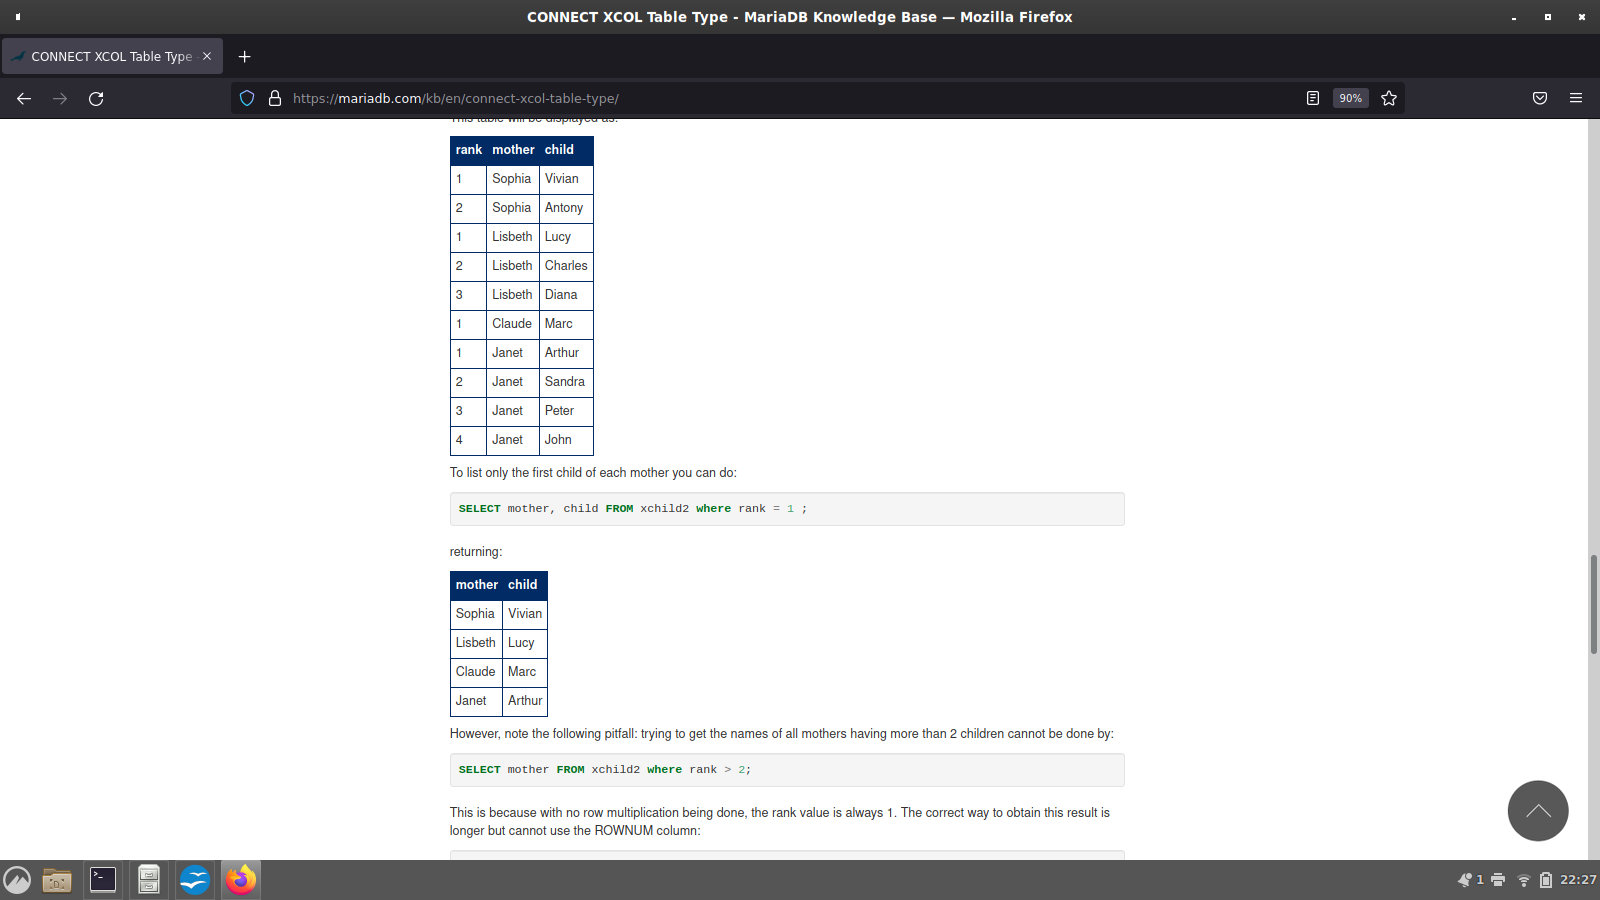 CONNECT XCOL Table Type - MariaDB Knowledge Base — Mozilla Firefox
CONNECT XCOL Table Type
https://mariadb.com/kb/en/connect-xcol-table-type/
90%
This table will be displayed as:
rank mother child
1 Sophia Vivian
2 Sophia Antony
1 Lisbeth Lucy
2 Lisbeth Charles
3 Lisbeth Diana
1 Claude Marc
1 Janet Arthur
2 Janet Sandra
3 Janet Peter
4 Janet John
To list only the first child of each mother you can do:
SELECT mother, child FROM xchild2 where rank = 1 ;
returning:
mother child
Sophia Vivian
Lisbeth Lucy
Claude Marc
Janet Arthur
However, note the following pitfall: trying to get the names of all mothers having more than 2 children cannot be done by:
SELECT mother FROM xchild2 where rank > 2;
This is because with no row multiplication being done, the rank value is always 1. The correct way to obtain this result is
longer but cannot use the ROWNUM column:
1
22:27